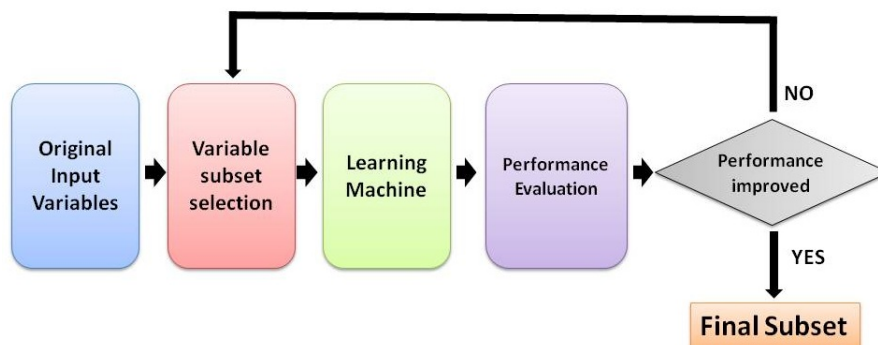 Original
Input
Variables
Variable
subset
selection
Learning
Machine
Performance
Evaluation
Performance
improved
NO
YES
Final Subset